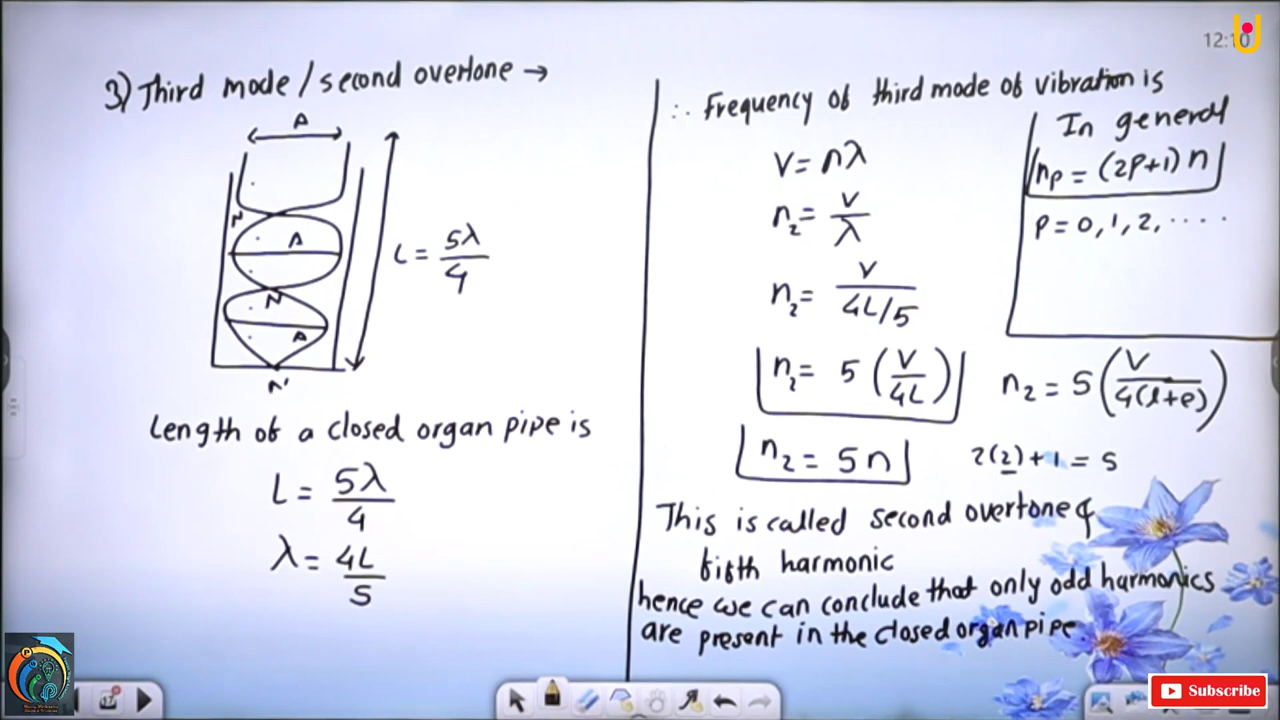 12:10
3) Third mode / second overtone →
A
N
A
N
A
N'
L = 5λ/4
Length of a closed organ pipe is
L = 5λ/4
λ = 4L/5
∴ Frequency of third mode of vibration is
V = nλ
n₂ = V/λ
n₂ = V/(4L/5)
n₂ = 5 (V/4L)
n₂ = 5n
In general
nₚ = (2P+1) n
P = 0, 1, 2, ....
n₂ = 5 (V/4(l+e))
2(2) + 1 = 5
This is called second overtone &
fifth harmonic
hence we can conclude that only odd harmonics
are present in the closed organ pipe.
Subscribe